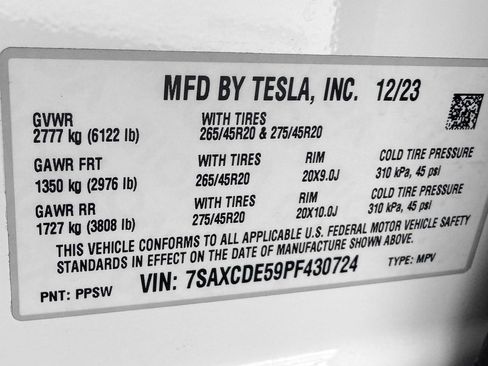 MFD BY TESLA, INC. 12/23
GVWR WITH TIRES
2777 kg (6122 lb) 265/45R20 & 275/45R20
GAWR FRT WITH TIRES RIM COLD TIRE PRESSURE
1350 kg (2976 lb) 265/45R20 20X9.0J 310 kPa, 45 psi
GAWR RR WITH TIRES RIM COLD TIRE PRESSURE
1727 kg (3808 lb) 275/45R20 20X10.0J 310 kPa, 45 psi
THIS VEHICLE CONFORMS TO ALL APPLICABLE U.S. FEDERAL MOTOR VEHICLE SAFETY
STANDARDS IN EFFECT ON THE DATE OF MANUFACTURE SHOWN ABOVE.
PNT: PPSW VIN: 7SAXCDE59PF430724 TYPE: MPV